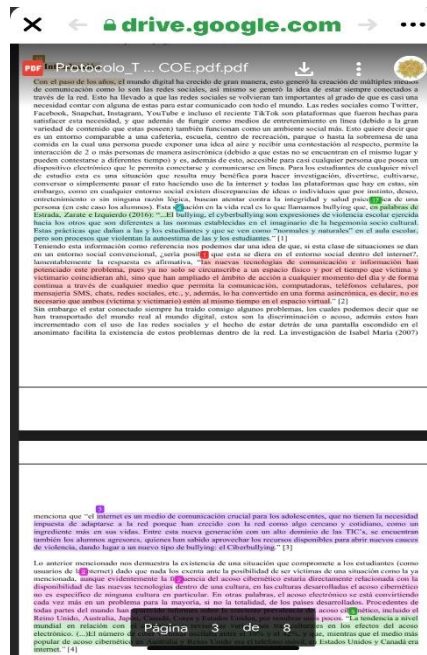 drive.google.com
Protocolo_T ... COE.pdf.pdf
Con el paso de los años, el mundo digital ha crecido de gran manera, esto generó la creación de múltiples medios
de comunicación como lo son las redes sociales, así mismo se generó la idea de estar siempre conectados a
través de la red. Esto ha llevado a que las redes sociales se volvieran tan importantes al grado de que es casi una
necesidad contar alguna de estas para estar comunicado con todo el mundo. Las redes sociales como Twitter,
Facebook, Snapchat, Instagram, YouTube e incluso el reciente TikTok son plataformas que fueron hechas para
satisfacer esta necesidad, y que además de fungir como medios de entretenimiento en línea (debido a la gran
variedad de contenido que estas poseen) también funcionan como un ambiente social más. Esto quiere decir que
es un entorno comparable a una cafetería, escuela, centro de recreación, parque o hasta la sobremesa de una
comida en la cual una persona puede exponer una idea al aire y recibir una contestación al respecto, permite la
interacción de 2 o más personas de manera asincrónica (debido a que estas no se encuentran en el mismo lugar y
pueden contestarse a diferentes tiempo) y es, además de esto, accesible para casi cualquier persona que posea un
dispositivo electrónico que le permita conectarse y comunicarse en línea. Para los estudiantes de cualquier nivel
de estudio esta es una situación que resulta muy benéfica para hacer investigación, divertirse, cultivarse,
conversar o simplemente pasar el rato haciendo uso de la internet y todas las plataformas que hay en estas, sin
embargo, como en cualquier entorno social existen discrepancias de ideas o individuos que por instinto, deseo,
entretenimiento o sin ninguna razón lógica, buscan atentar contra la integridad y salud de una
persona (en este caso los alumnos). Esta situación en la vida real es lo que llamamos bullying que, en palabras de
Estrada, Zarate e Izquierdo (2016): “...El bullying, el cyberbullying son expresiones de violencia escolar ejercida
hacia los otros que son diferentes a las normas establecidas en el imaginario de la hegemonía socio cultural.
Estas prácticas que dañan a las y los estudiantes y que se ven como “normales y naturales” en el aula escolar,
pero son procesos que violentan la autoestima de las y los estudiantes.” [1]
Teniendo esta información como referencia nos podemos dar una idea de que, si esta clase de situaciones se dan
en un entorno social convencional, ¿sería que esta se diera en el entorno social dentro del internet?,
lamentablemente la respuesta es afirmativa, “las nuevas tecnologías de comunicación e información han
potenciado este problema, pues ya no solo se circunscribe a un espacio físico y por el tiempo que víctima y
victimario coincidieran ahí, sino que han ampliado el ámbito de acción a cualquier momento del día y de forma
continua a través de cualquier medio que permita la comunicación, computadoras, teléfonos celulares, por
mensajería SMS, chats, redes sociales, etc., y, además, lo ha convertido en una forma asincrónica, es decir, no es
necesario que ambos (víctima y victimario) estén al mismo tiempo en el espacio virtual.” [2]
Sin embargo el estar conectado siempre ha traído consigo algunos problemas, los cuales podemos decir que se
han transportado del mundo real al mundo digital, estos son la discriminación o acoso, además estos han
incrementado con el uso de las redes sociales y el hecho de estar detrás de una pantalla escondido en el
anonimato facilita la existencia de estos problemas dentro de la red. La investigación de Isabel María (2007)
menciona que “el internet es un medio de comunicación crucial para los adolescentes, que no tienen la necesidad
impuesta de adaptarse a la red porque han crecido con la red como algo cercano y cotidiano, como un
ingrediente más en sus vidas. Entre esta nueva generación con un alto dominio de las TIC’s, se encuentran
también los alumnos agresores, quienes han sabido aprovechar los recursos disponibles para abrir nuevos cauces
de violencia, dando lugar a un nuevo tipo de bullying: el Ciberbullying.” [3]
Lo anterior mencionado nos demuestra la existencia de una situación que compromete a los estudiantes (como
usuarios de la internet) dado que nada los exenta a la posibilidad de ser víctimas de una situación como la ya
mencionada, aunque evidentemente la frecuencia del acoso cibernético estaría directamente relacionada con la
disponibilidad de las nuevas tecnologías dentro de una cultura, en las culturas desarrolladas el acoso cibernético
no es específico de ninguna cultura en particular. En otras palabras, el acoso cibernético se está convirtiendo
cada vez más en un problema para la mayoría, si no la totalidad, de los países desarrollados. Procedentes de
todas partes del mundo han acoso cibernético, incluido el
Reino Unido, Australia, pocos. “La tendencia a nivel
mundial en relación con en los efectos del acoso
electrónico. (...)El número de y que, mientras que el medio más
popular de acoso Unidos y Canadá era
internet.” [4]
Página 3 de 8